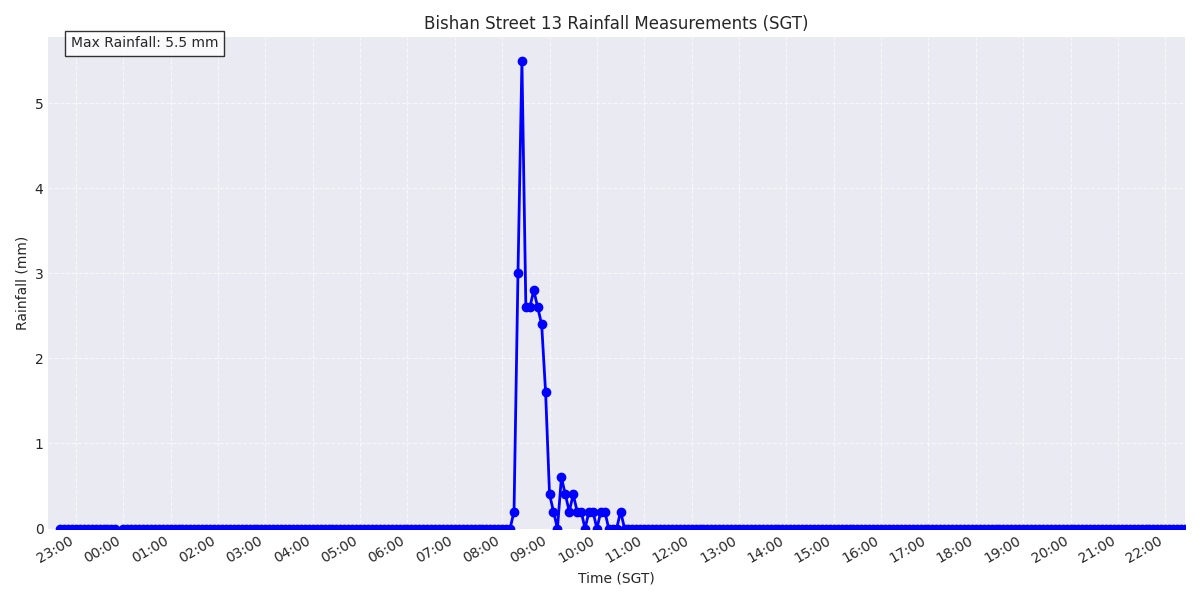 Bishan Street 13 Rainfall Measurements (SGT)
Max Rainfall: 5.5 mm
Rainfall (mm)
5
4
3
2
1
0
23:00 00:00 01:00 02:00 03:00 04:00 05:00 06:00 07:00 08:00 09:00 10:00 11:00 12:00 13:00 14:00 15:00 16:00 17:00 18:00 19:00 20:00 21:00 22:00
Time (SGT)